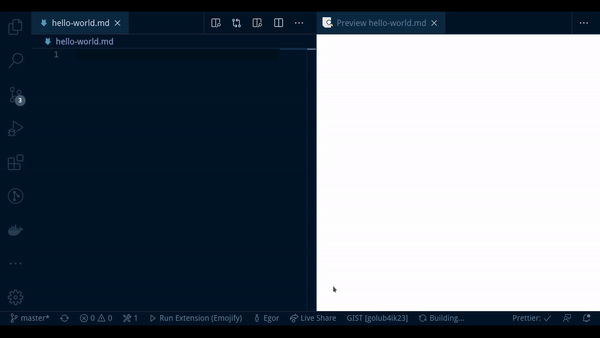 hello-world.md
Preview hello-world.md
hello-world.md
1
3
master* 0 0 1 Run Extension (Emojify) Egor Live Share GIST [golub4ik23] Building... Prettier: ✓